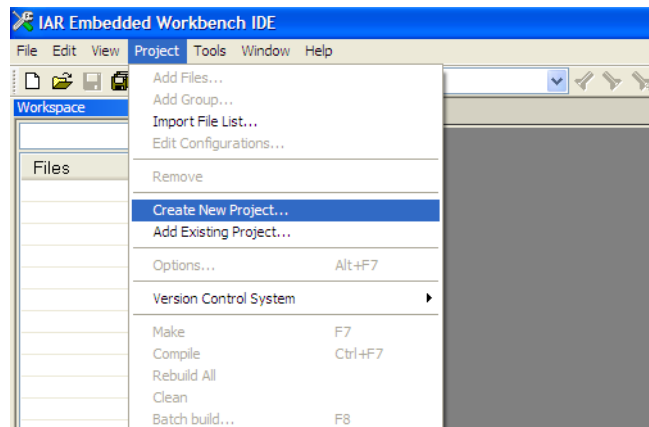 IAR Embedded Workbench IDE
File Edit View Project Tools Window Help
Workspace
Files
Add Files...
Add Group...
Import File List...
Edit Configurations...
Remove
Create New Project...
Add Existing Project...
Options... Alt+F7
Version Control System
Make F7
Compile Ctrl+F7
Rebuild All
Clean
Batch build... F8